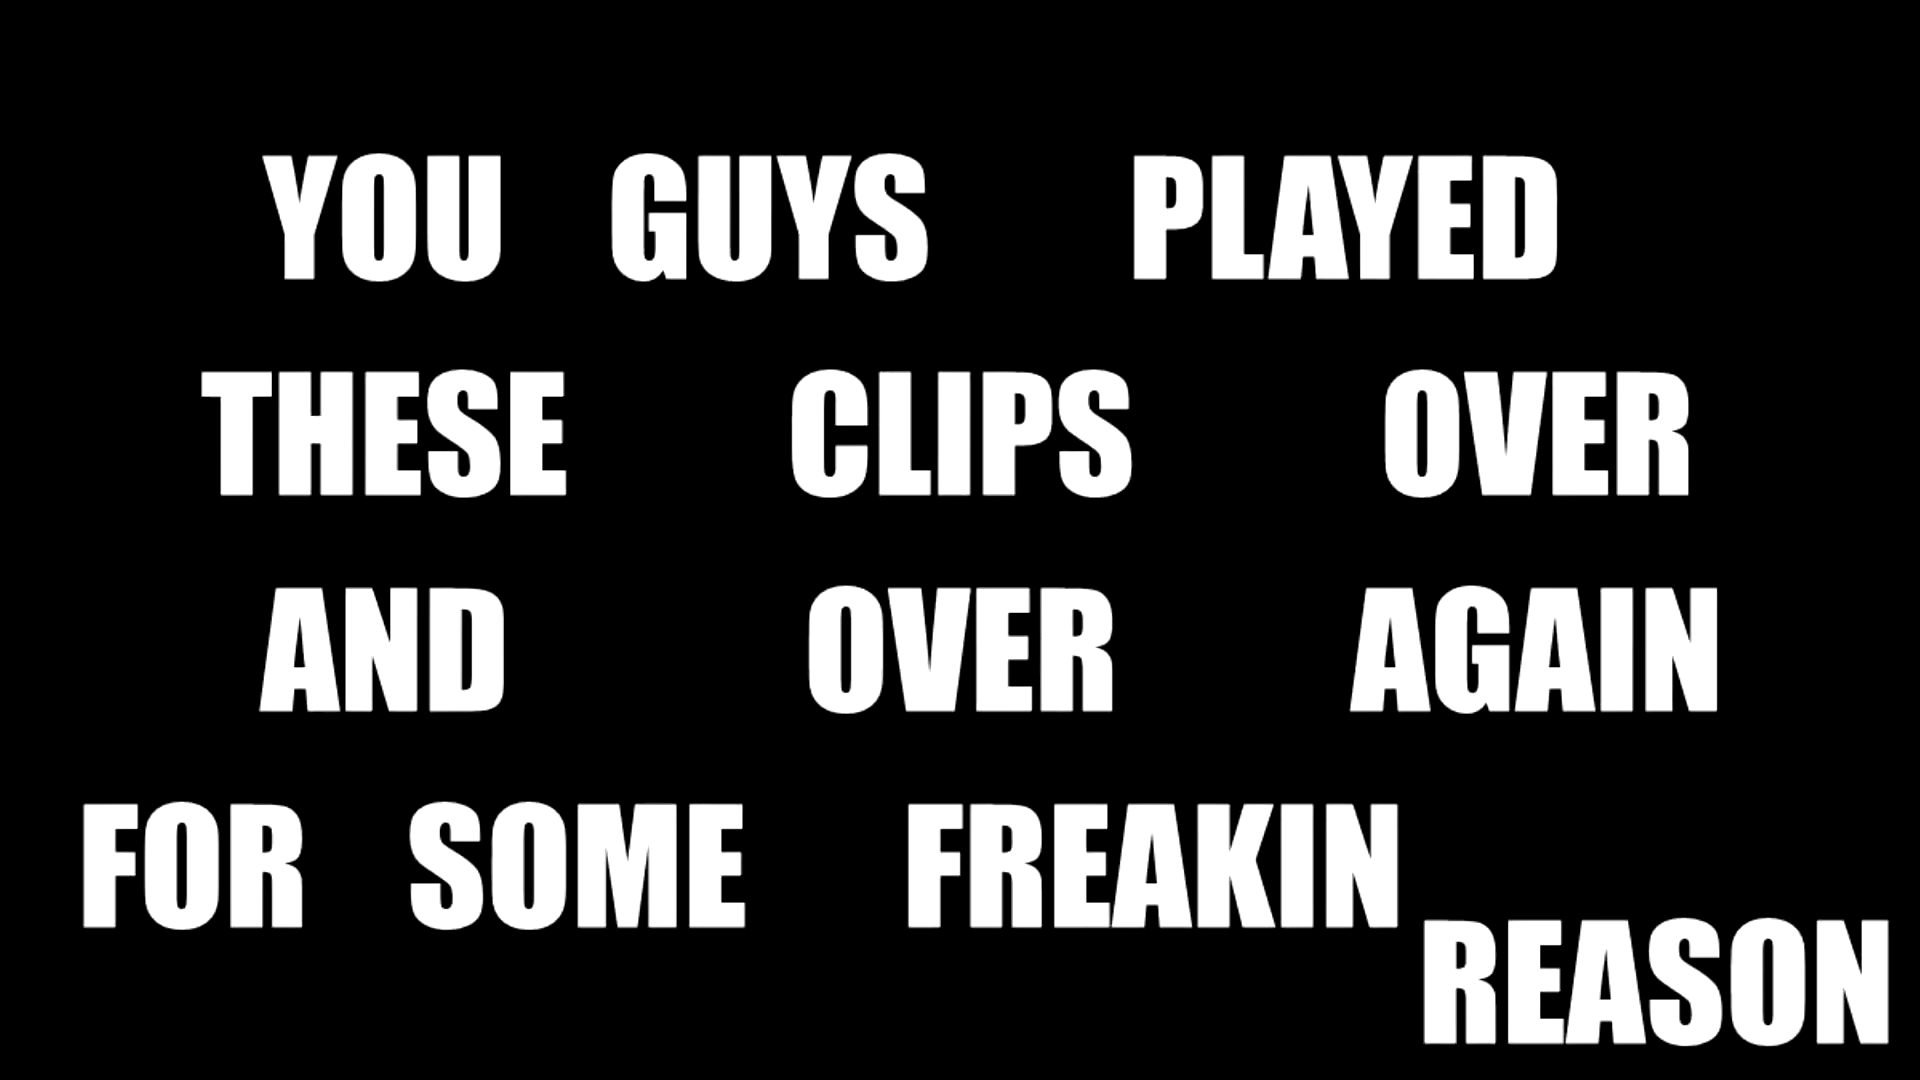 YOU GUYS PLAYED
THESE CLIPS OVER
AND OVER AGAIN
FOR SOME FREAKIN
REASON